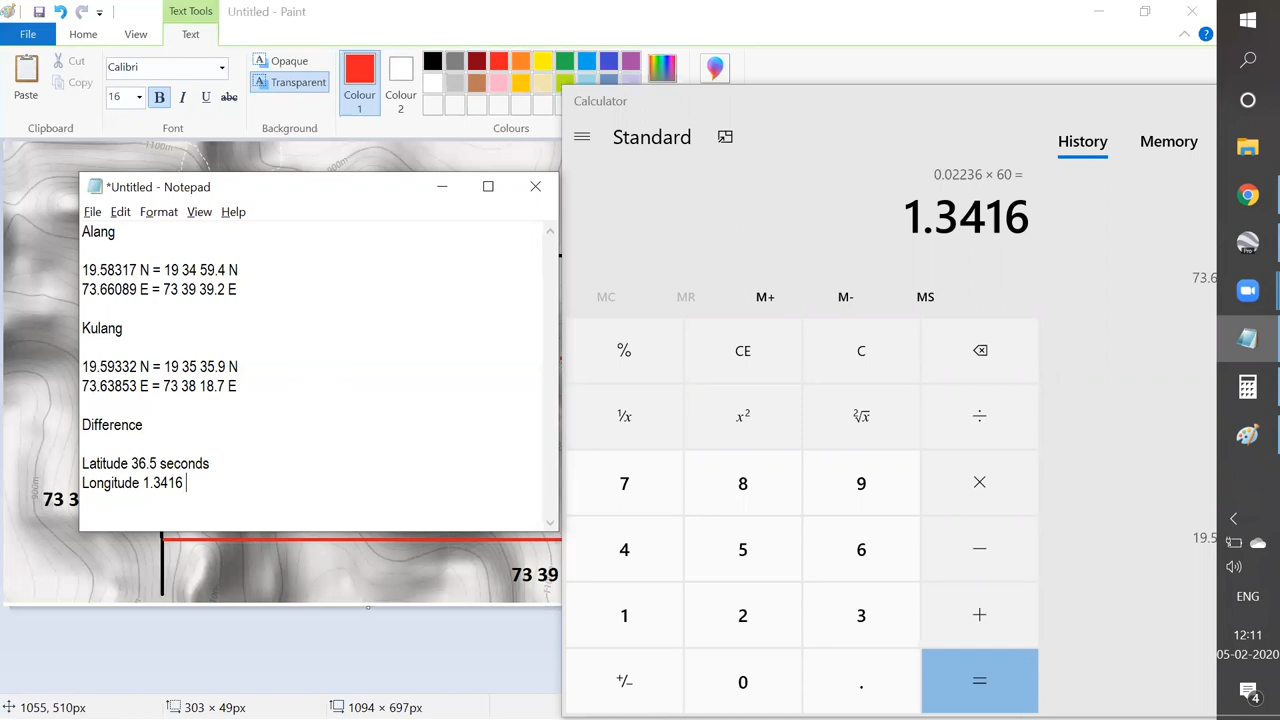 Text Tools
Untitled - Paint
File
Home
View
Text
Paste
Cut
Copy
Clipboard
Calibri
16
B
I
U
abc
Font
Opaque
Transparent
Background
Colour
1
Colour
2
Colours
1100m
900m
*Untitled - Notepad
File
Edit
Format
View
Help
Alang
19.58317 N = 19 34 59.4 N
73.66089 E = 73 39 39.2 E
Kulang
19.59332 N = 19 35 35.9 N
73.63853 E = 73 38 18.7 E
Difference
Latitude 36.5 seconds
Longitude 1.3416
73 3
73 39
900m
Calculator
Standard
History
Memory
0.02236 × 60 =
1.3416
73.6
19.5
MC
MR
M+
M-
MS
%
CE
C
⌫
¹/x
x²
²√x
÷
7
8
9
×
4
5
6
−
1
2
3
+
+/−
0
.
=
Pro
ENG
12:11
05-02-2020
4
1055, 510px
303 × 49px
1094 × 697px